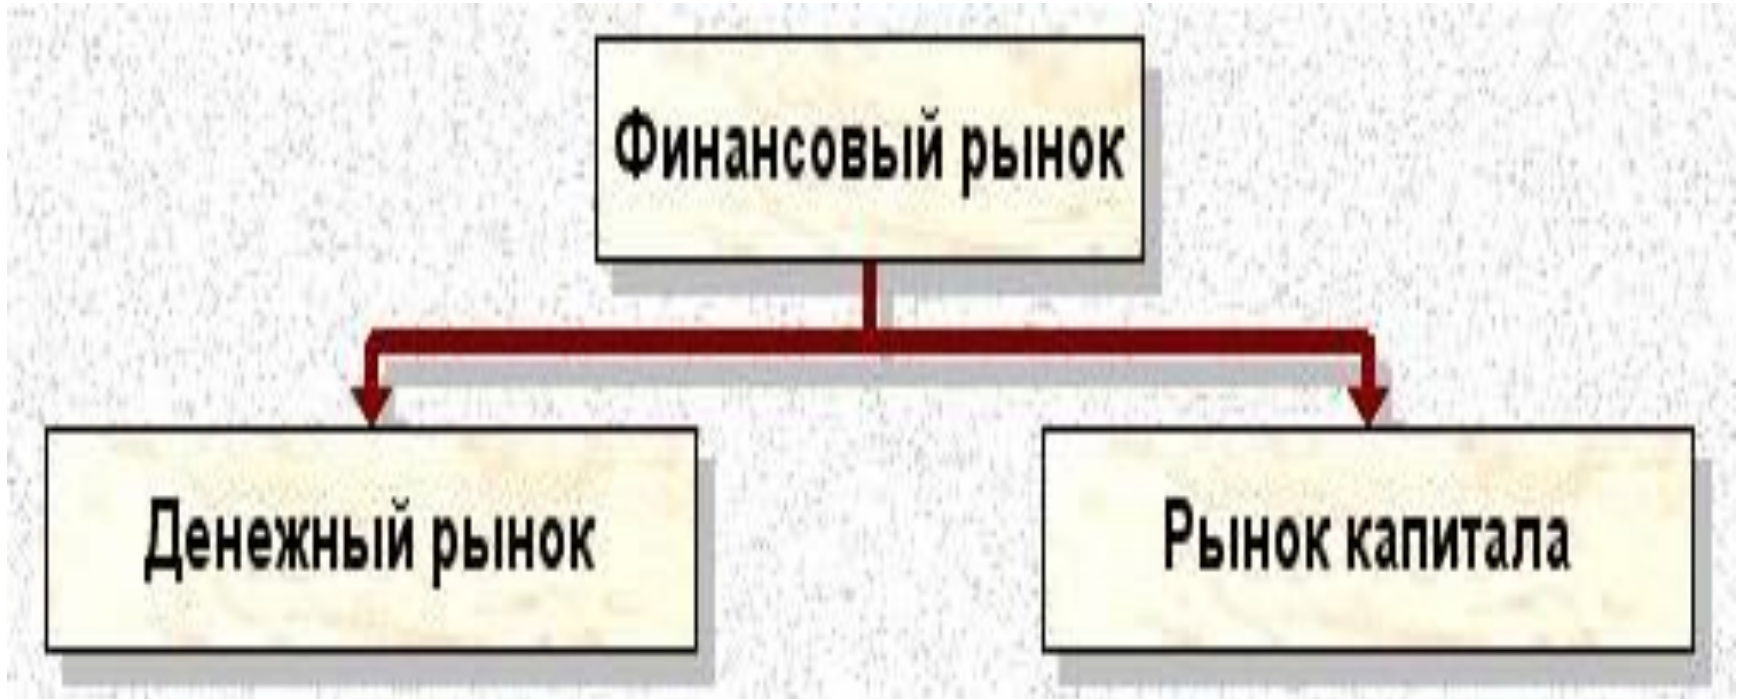 Финансовый рынок
Денежный рынок
Рынок капитала